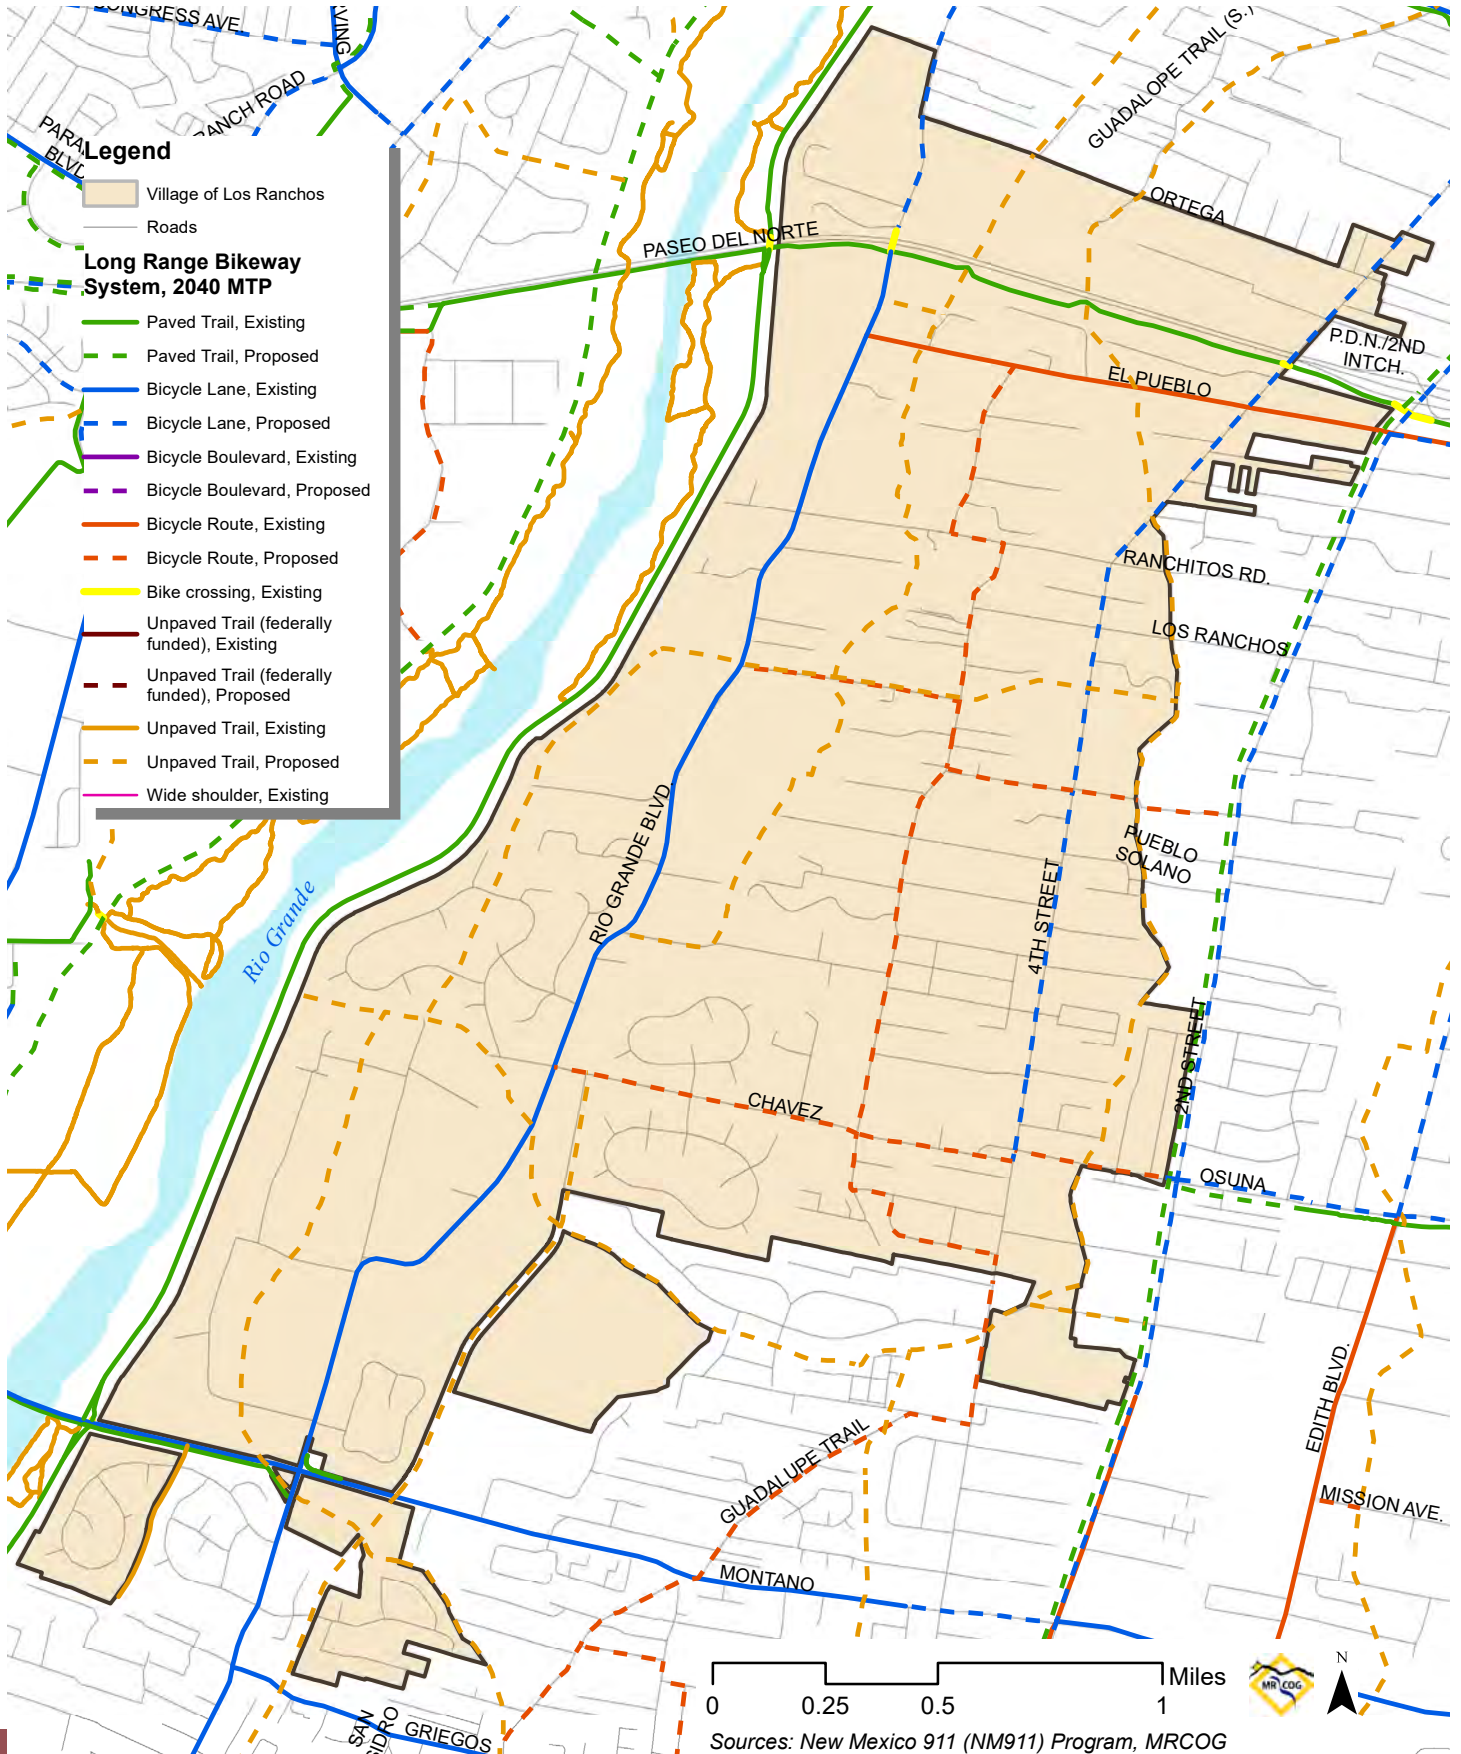 CONGRESS AVE.
RANCH ROAD
GUADALOPE TRAIL (S.)
BLVD
Legend
Village of Los Ranchos
Roads
Long Range Bikeway
System, 2040 MTP
Paved Trail, Existing
Paved Trail, Proposed
Bicycle Lane, Existing
Bicycle Lane, Proposed
Bicycle Boulevard, Existing
Bicycle Boulevard, Proposed
Bicycle Route, Existing
Bicycle Route, Proposed
Bike crossing, Existing
Unpaved Trail (federally
funded), Existing
Unpaved Trail (federally
funded), Proposed
Unpaved Trail, Existing
Unpaved Trail, Proposed
Wide shoulder, Existing
ORTEGA
PASEO DEL NORTE
P.D.N./2ND
INTCH.
EL PUEBLO
RANCHITOS RD.
LOS RANCHOS
RIO GRANDE BLVD.
PUEBLO
SOLANO
4TH STREET
Rio Grande
2ND STREET
CHAVEZ
OSUNA
EDITH BLVD.
GUADALUPE TRAIL
MISSION AVE.
MONTANO
SAN
GRIEGOS
Miles
0
0.25
0.5
1
MR COG
N
Sources: New Mexico 911 (NM911) Program, MRCOG